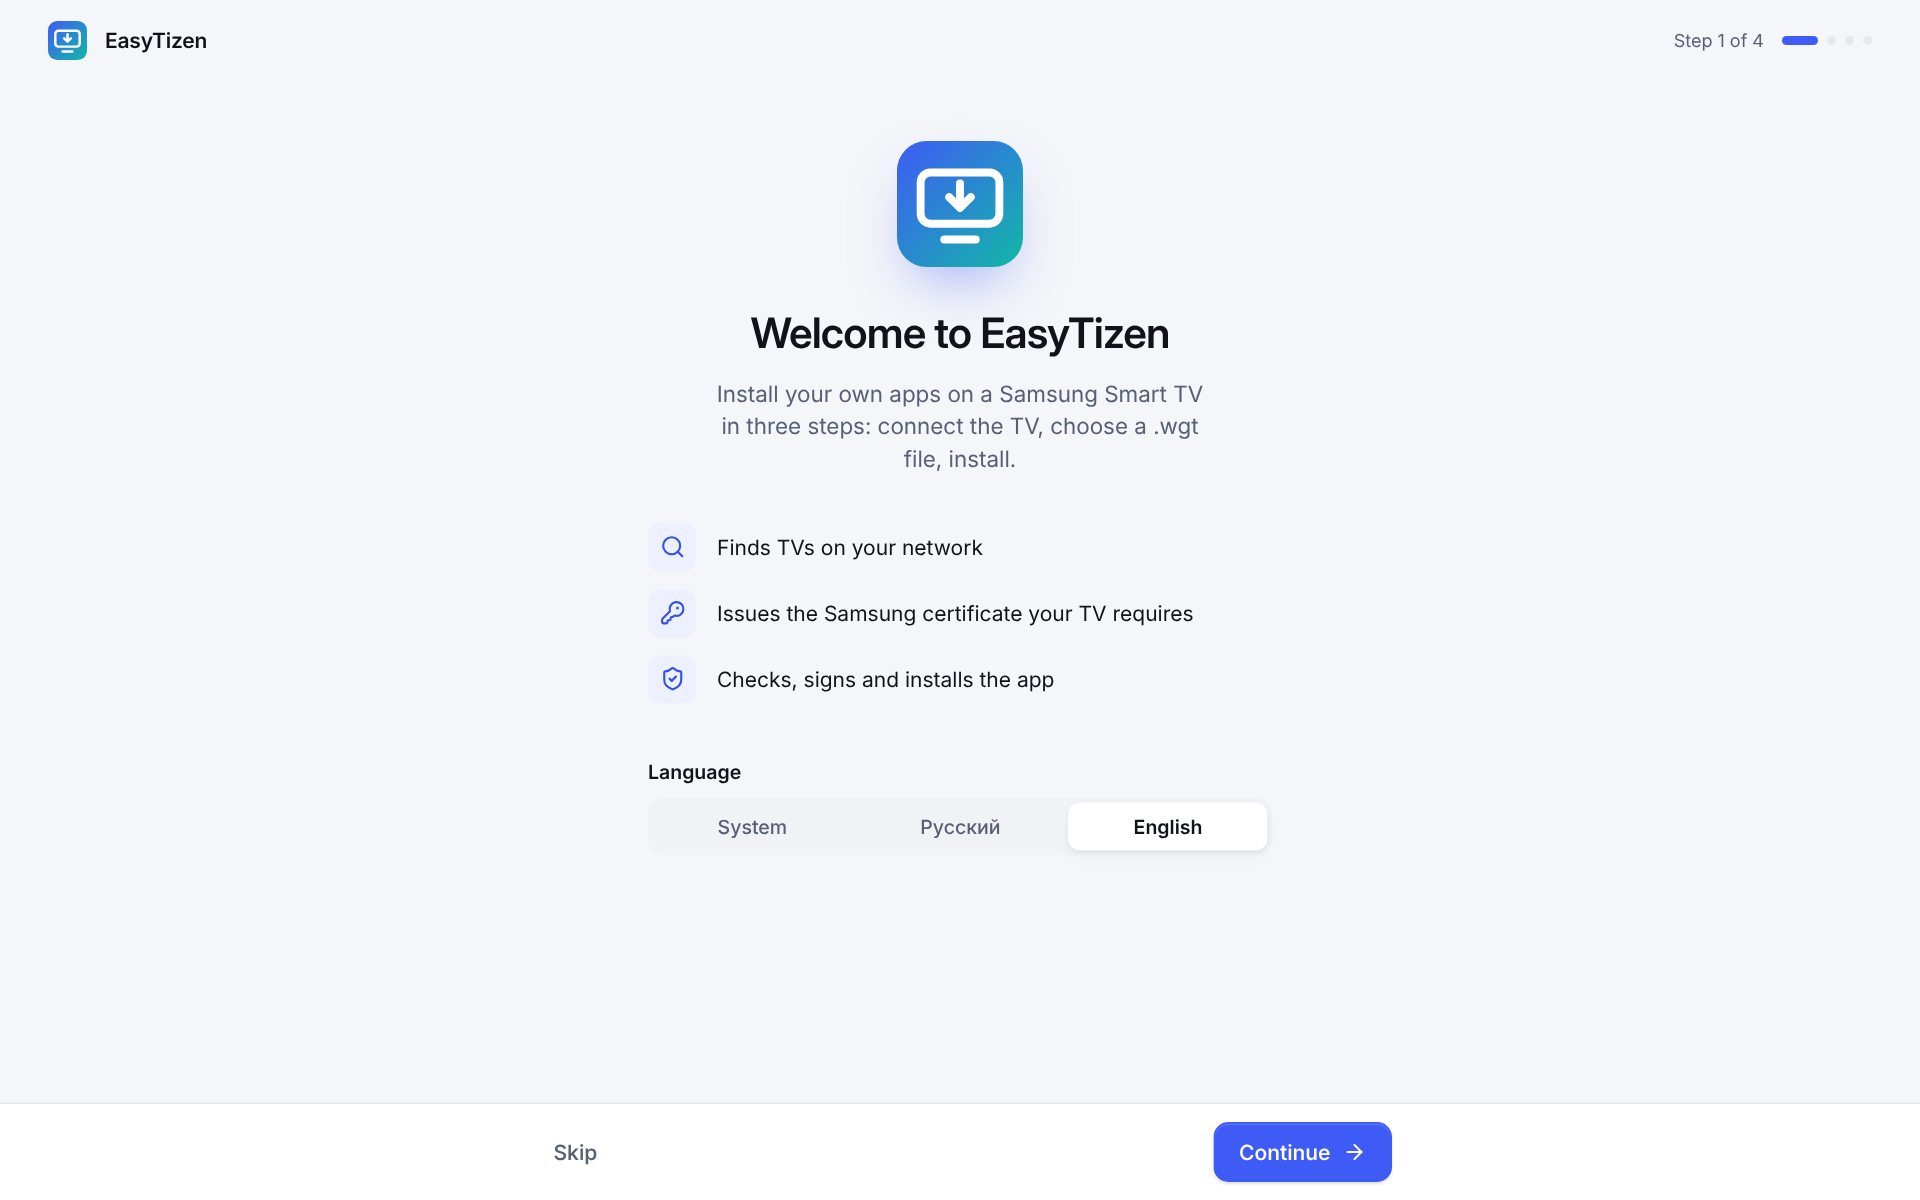 EasyTizen
Step 1 of 4
Welcome to EasyTizen
Install your own apps on a Samsung Smart TV
in three steps: connect the TV, choose a .wgt
file, install.
Finds TVs on your network
Issues the Samsung certificate your TV requires
Checks, signs and installs the app
Language
System
Русский
English
Skip
Continue